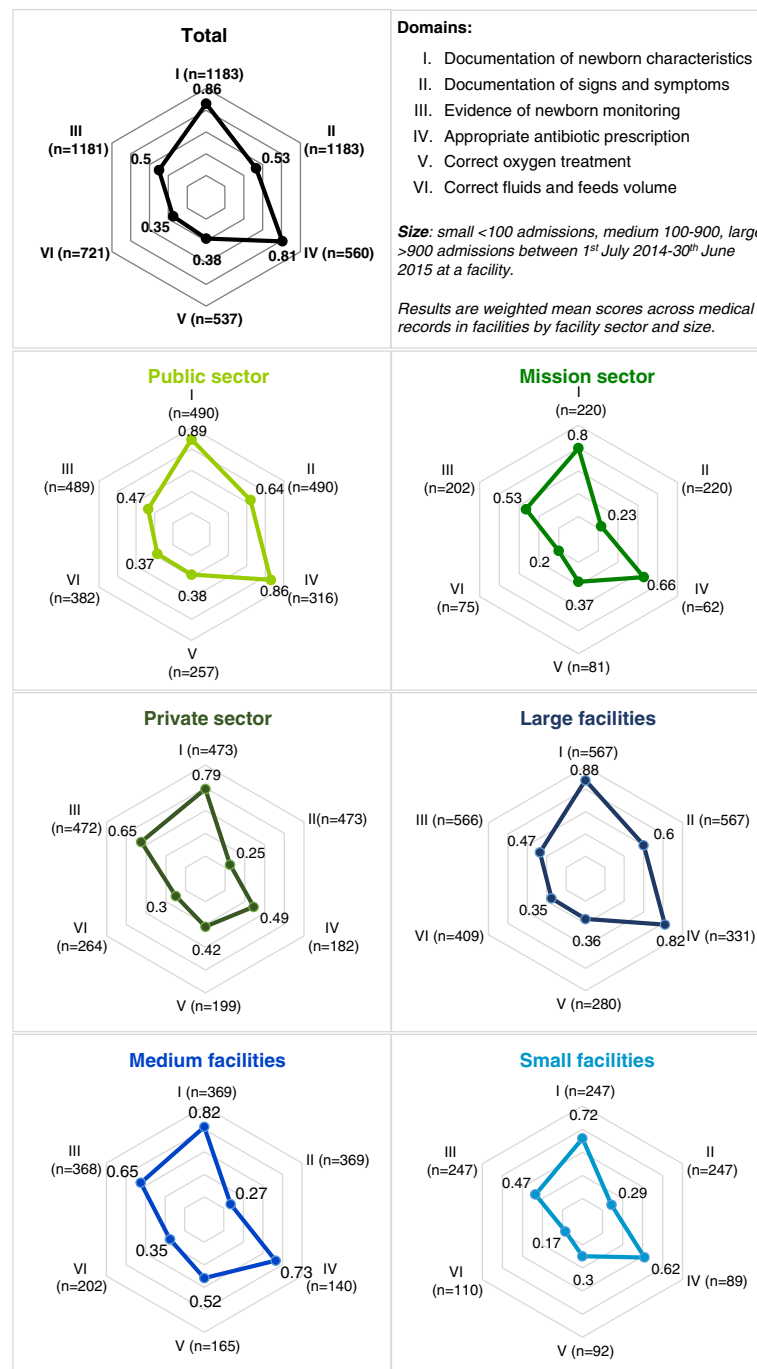 Total
I (n=1183)
0.86
III
(n=1181)
II
(n=1183)
0.5
0.53
0.35
0.38
0.81
VI (n=721)
IV (n=560)
V (n=537)
Domains:
I. Documentation of newborn characteristics
II. Documentation of signs and symptoms
III. Evidence of newborn monitoring
IV. Appropriate antibiotic prescription
V. Correct oxygen treatment
VI. Correct fluids and feeds volume
Size: small <100 admissions, medium 100-900, large
>900 admissions between 1st July 2014-30th June
2015 at a facility.
Results are weighted mean scores across medical
records in facilities by facility sector and size.
Public sector
I
(n=490)
0.89
III
(n=489)
II
(n=490)
0.47
0.64
0.37
0.38
0.86
VI
(n=382)
IV
(n=316)
V
(n=257)
Mission sector
I
(n=220)
0.8
III
(n=202)
II
(n=220)
0.53
0.23
0.2
0.37
0.66
VI
(n=75)
IV
(n=62)
V (n=81)
Private sector
I (n=473)
0.79
III
(n=472)
II(n=473)
0.65
0.25
0.3
0.42
0.49
VI
(n=264)
IV
(n=182)
V (n=199)
Large facilities
I (n=567)
0.88
III (n=566)
II (n=567)
0.47
0.6
0.35
0.36
0.82
VI (n=409)
IV (n=331)
V (n=280)
Medium facilities
I (n=369)
0.82
III
(n=368)
II (n=369)
0.65
0.27
0.35
0.52
0.73
VI
(n=202)
IV
(n=140)
V (n=165)
Small facilities
I (n=247)
0.72
III
(n=247)
II
(n=247)
0.47
0.29
0.17
0.3
0.62
VI
(n=110)
IV (n=89)
V (n=92)